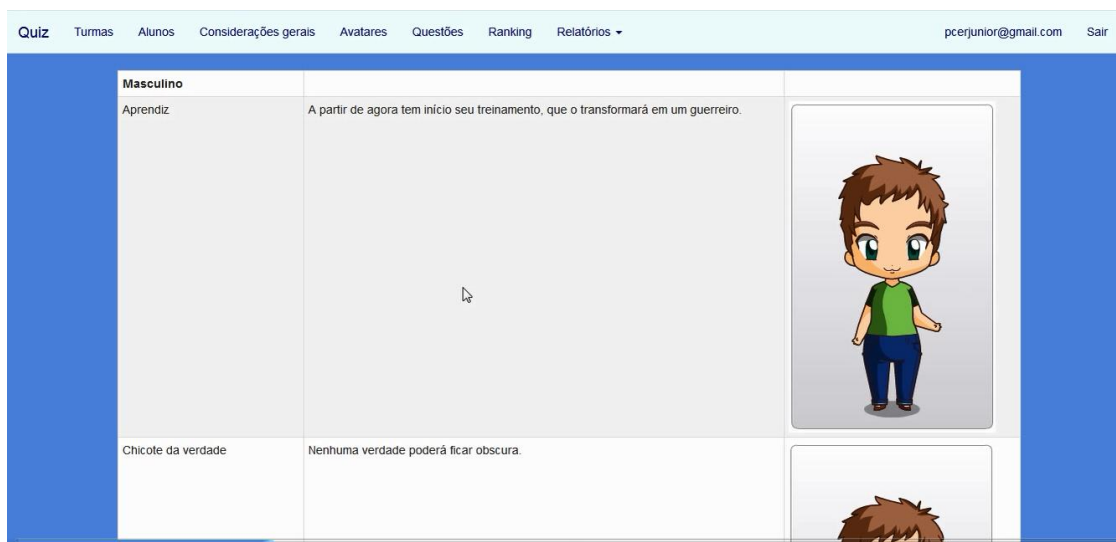 Quiz Turmas Alunos Considerações gerais Avatares Questões Ranking Relatórios pcerjunior@gmail.com Sair
Masculino
Aprendiz A partir de agora tem início seu treinamento, que o transformará em um guerreiro.
Chicote da verdade Nenhuma verdade poderá ficar obscura.